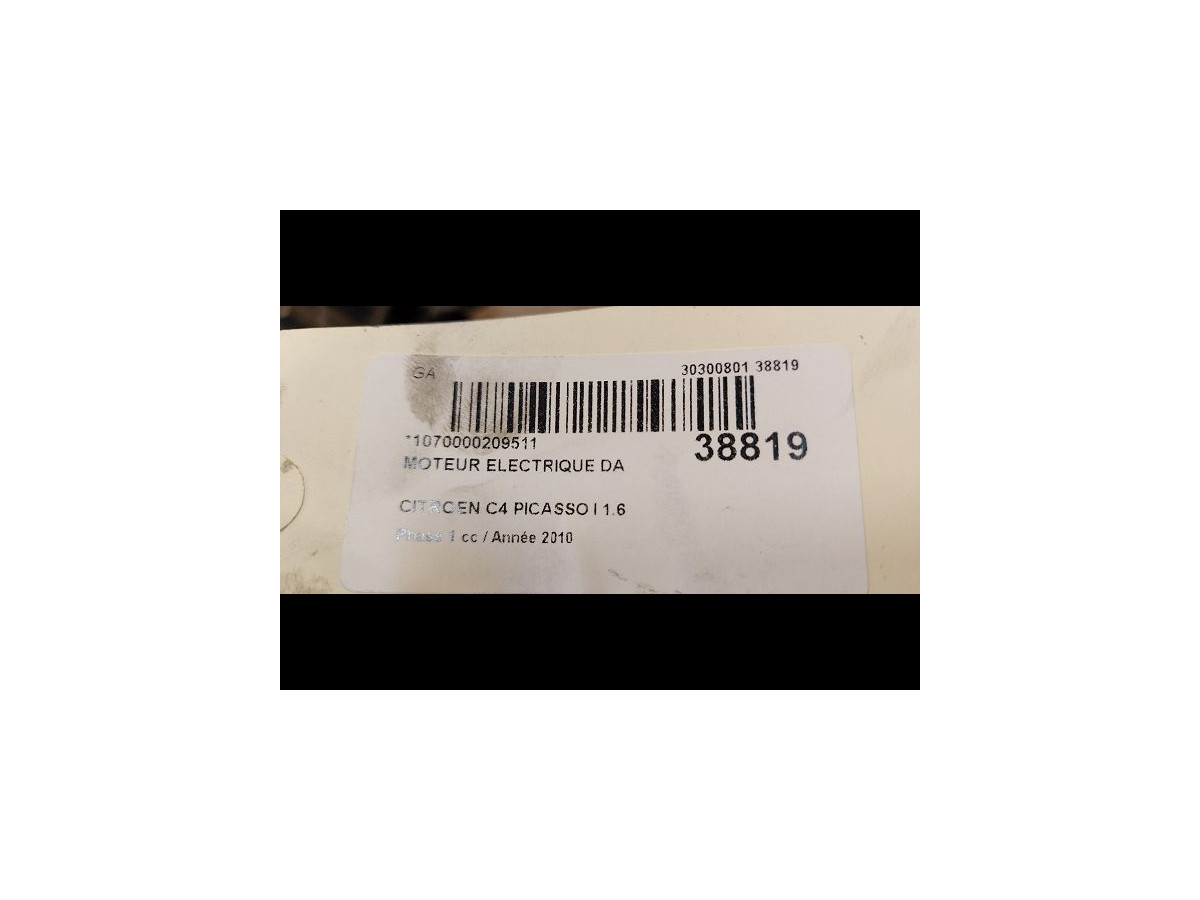 GA
30300801 38819
*1070000209511
38819
MOTEUR ELECTRIQUE DA
CITROEN C4 PICASSO I 1.6
Phase 1 cc / Année 2010